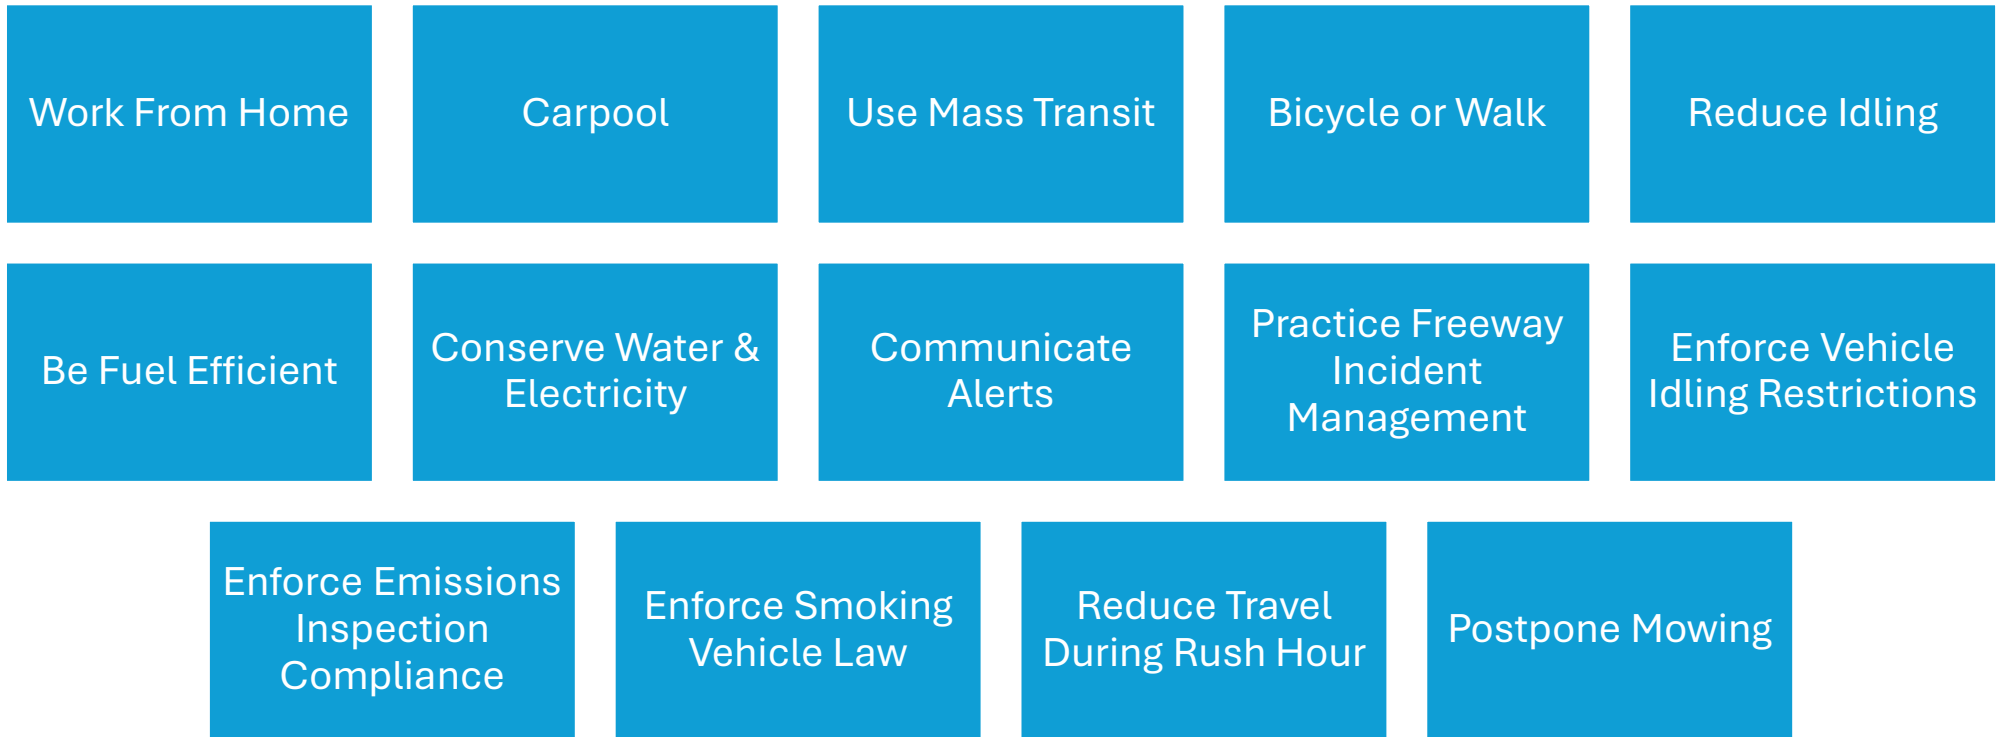 Work From Home
Carpool
Use Mass Transit
Bicycle or Walk
Reduce Idling
Be Fuel Efficient
Conserve Water &
Electricity
Communicate
Alerts
Practice Freeway
Incident
Management
Enforce Vehicle
Idling Restrictions
Enforce Emissions
Inspection
Compliance
Enforce Smoking
Vehicle Law
Reduce Travel
During Rush Hour
Postpone Mowing